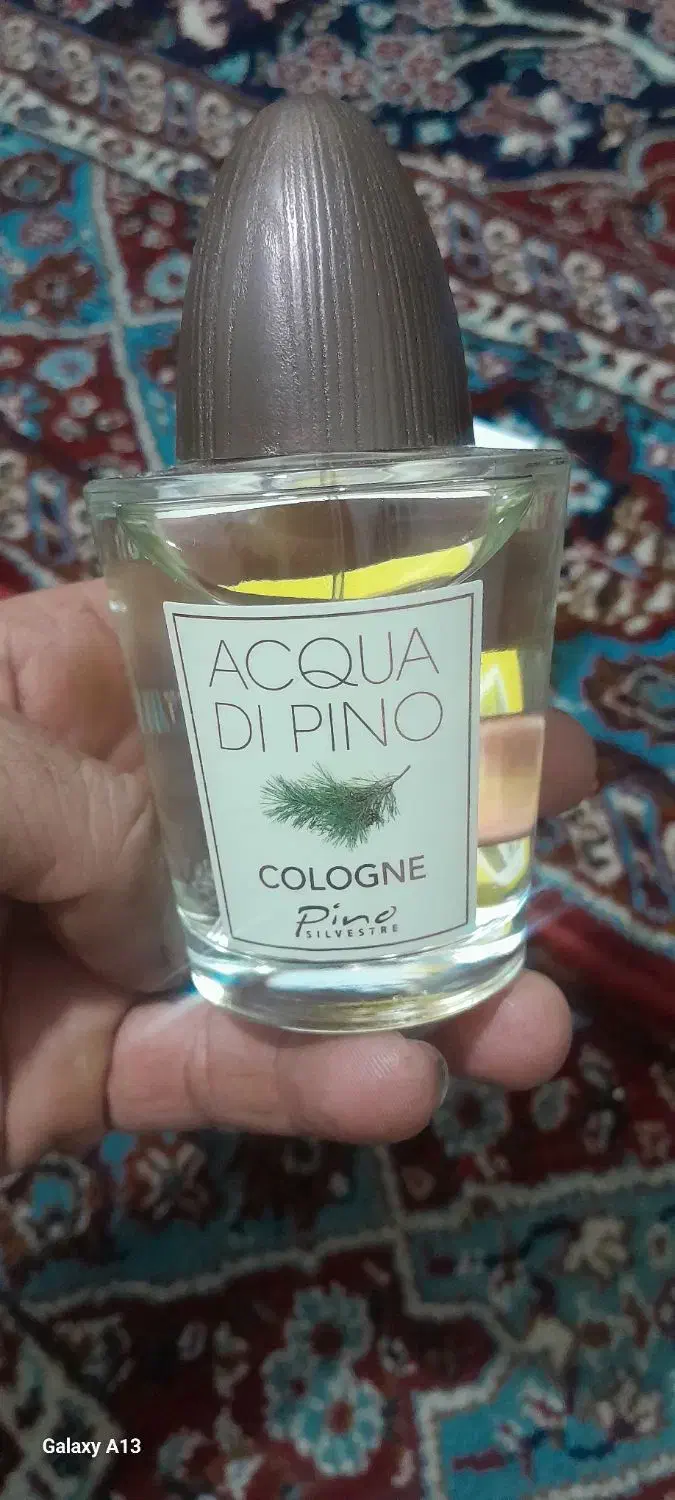 ACQUA
DI PINO
COLOGNE
Pino
SILVESTRE
Galaxy A13